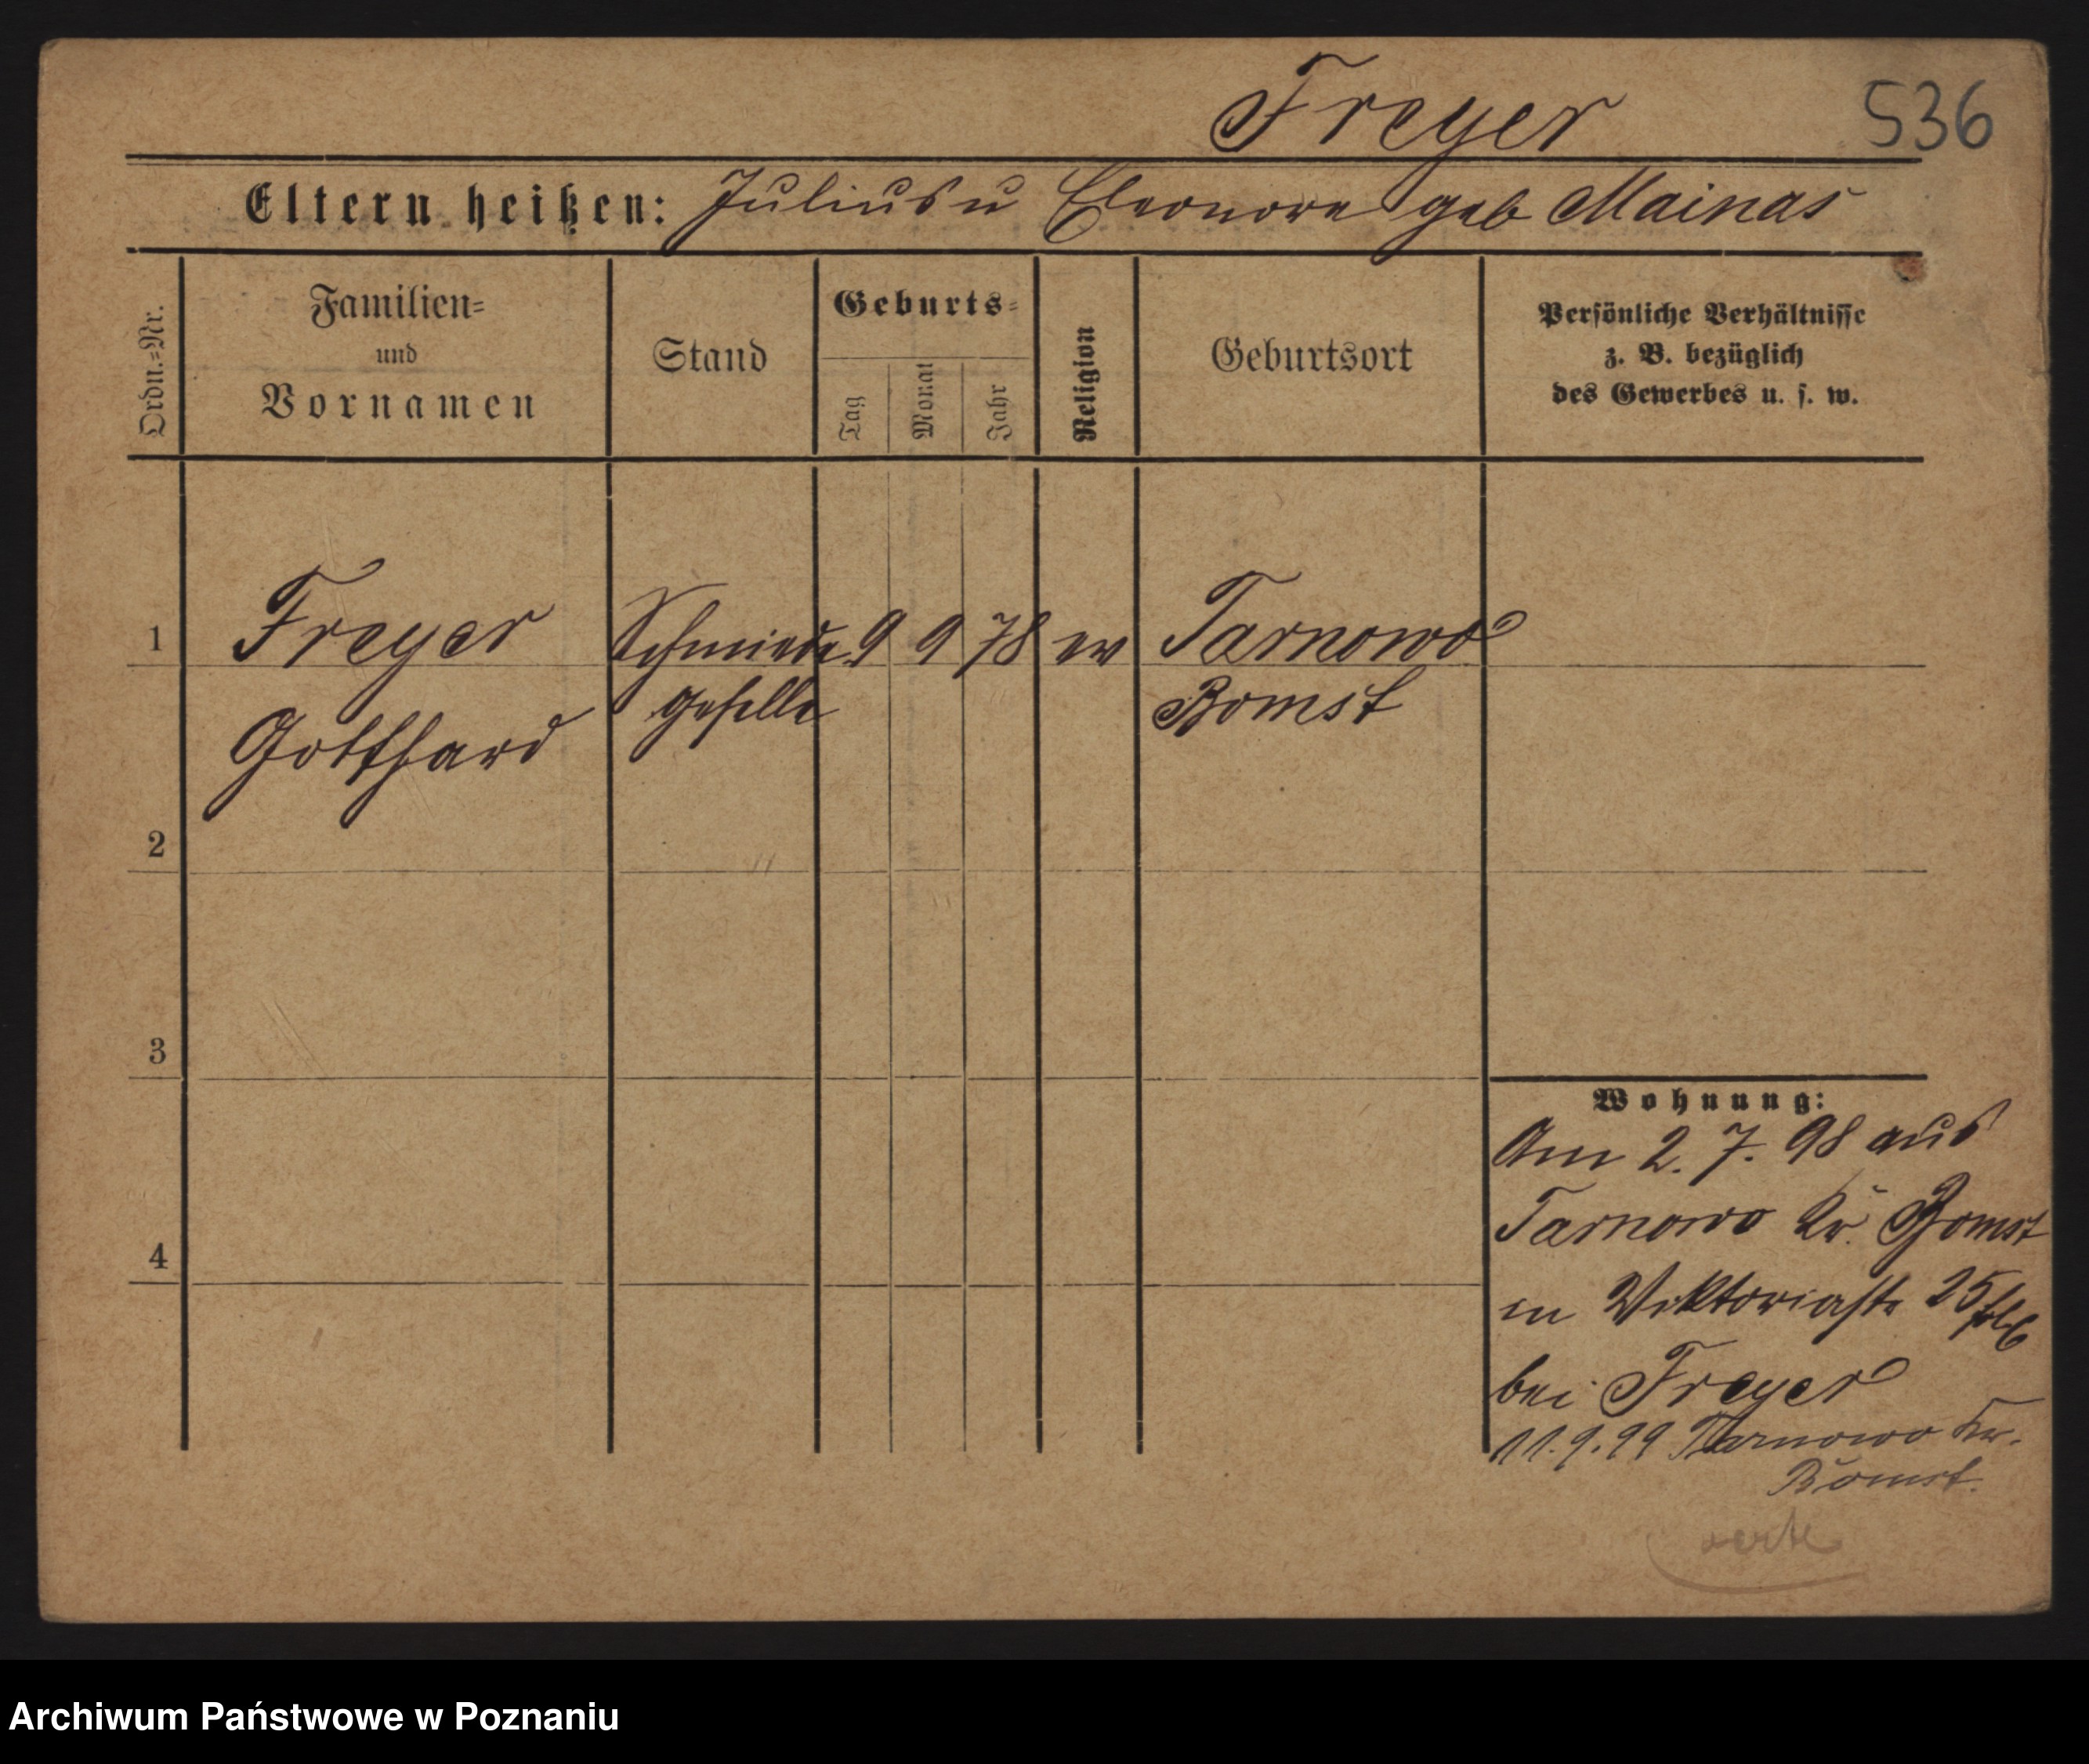 Freyer 536
Eltern heißen: Julius u Eleonore geb Mainas
Ordn.=Nr.
Familien=
und
Vornamen
Stand
Geburts=
Tag
Monat
Jahr
Religion
Geburtsort
Persönliche Verhältnisse
z. B. bezüglich
des Gewerbes u. s. w.
1 Freyer Schmiede 9 9 78 ev Tarnowo
Gotthard geselle Bomst
2
3
4
Wohnung:
Am 2. 7. 98 aus
Tarnowo Kr. Bomst
in Viktoriastr 25
bei Freyer
11.9.99 Tarnowo Kr.
Bomst.
Archiwum Państwowe w Poznaniu